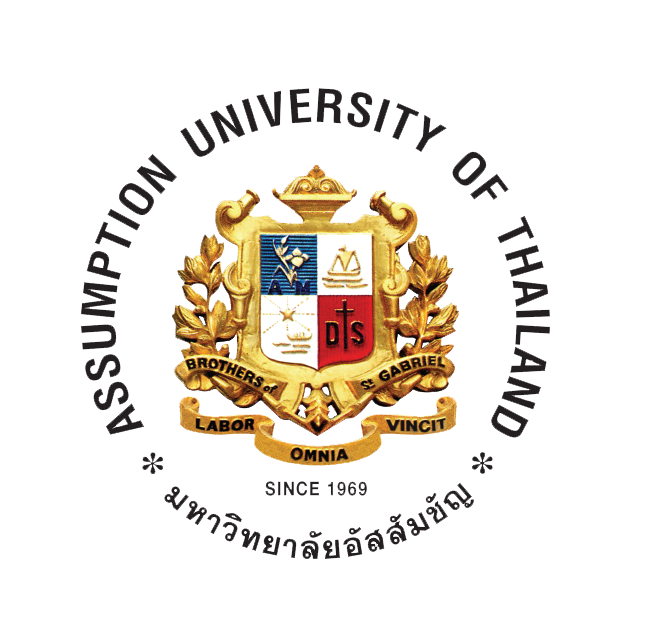 ASSUMPTION UNIVERSITY OF THAILAND
A M
D S
BROTHERS of St GABRIEL
LABOR OMNIA VINCIT
SINCE 1969
* มหาวิทยาลัยอัสสัมชัญ *